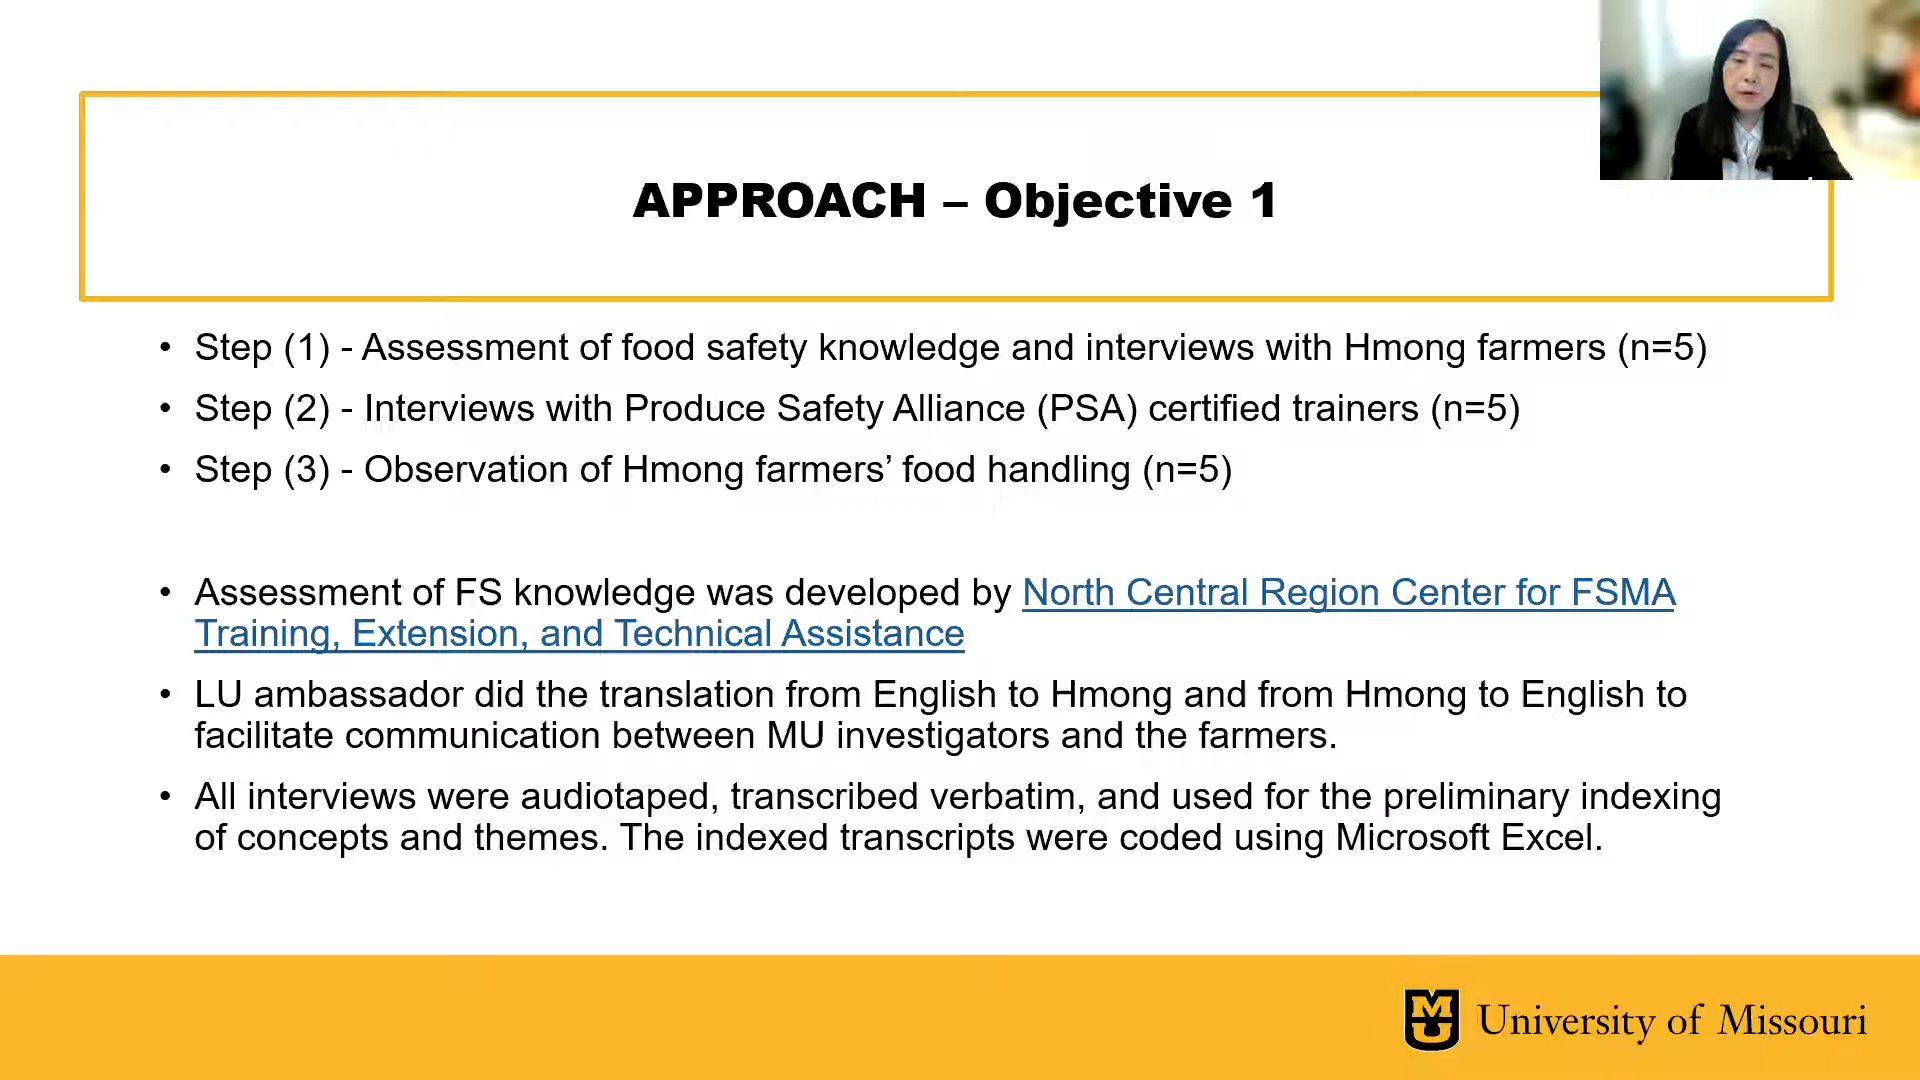 APPROACH – Objective 1
• Step (1) - Assessment of food safety knowledge and interviews with Hmong farmers (n=5)
• Step (2) - Interviews with Produce Safety Alliance (PSA) certified trainers (n=5)
• Step (3) - Observation of Hmong farmers’ food handling (n=5)
• Assessment of FS knowledge was developed by North Central Region Center for FSMA
Training, Extension, and Technical Assistance
• LU ambassador did the translation from English to Hmong and from Hmong to English to
facilitate communication between MU investigators and the farmers.
• All interviews were audiotaped, transcribed verbatim, and used for the preliminary indexing
of concepts and themes. The indexed transcripts were coded using Microsoft Excel.
MU University of Missouri